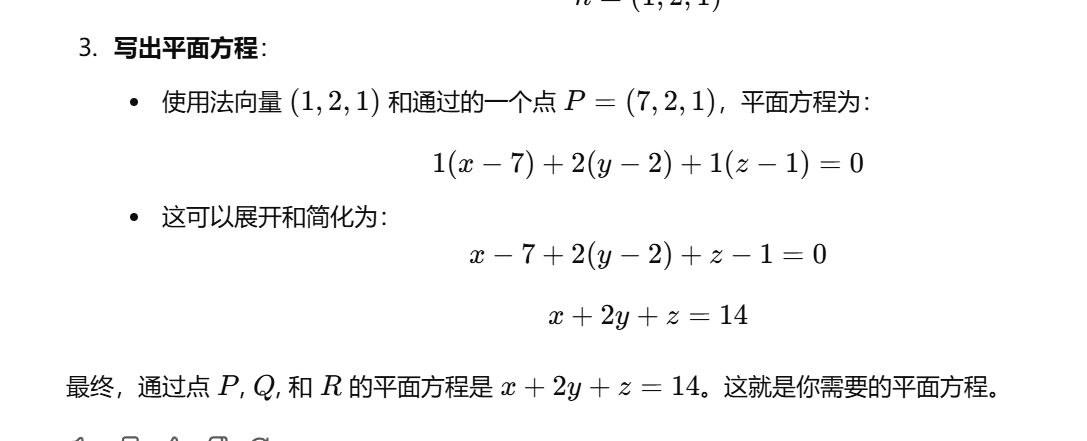 n = (1, 2, 1)
3. 写出平面方程：
• 使用法向量 (1, 2, 1) 和通过的一个点 P = (7, 2, 1)，平面方程为：
1(x − 7) + 2(y − 2) + 1(z − 1) = 0
• 这可以展开和简化为：
x − 7 + 2(y − 2) + z − 1 = 0
x + 2y + z = 14
最终，通过点 P, Q, 和 R 的平面方程是 x + 2y + z = 14。这就是你需要的平面方程。